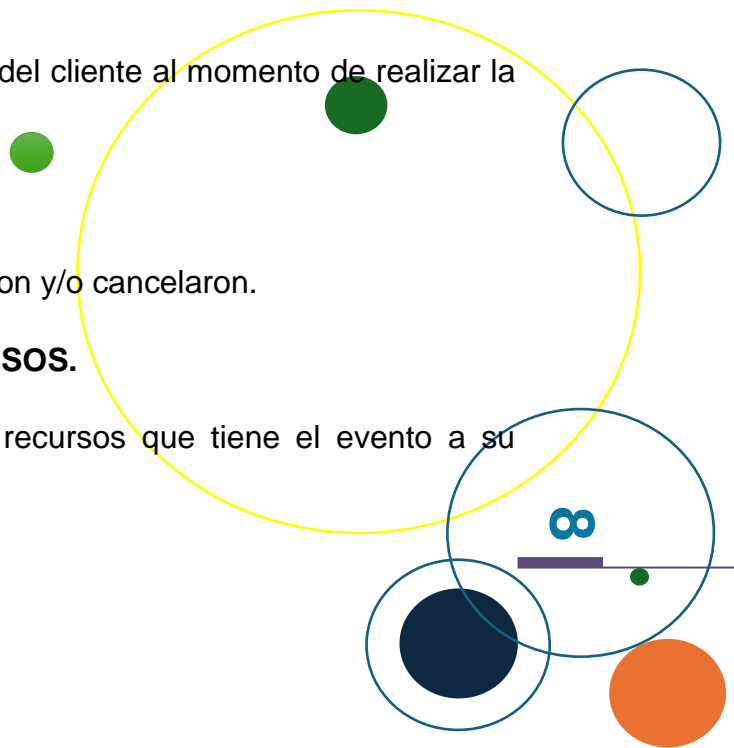 del cliente al momento de realizar la
on y/o cancelaron.
SOS.
recursos que tiene el evento a su
8